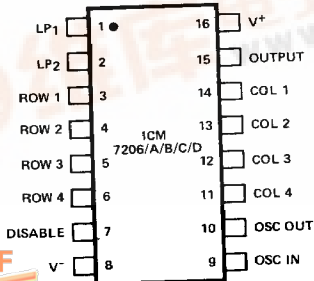 LP1 1 16 V+
LP2 2 15 OUTPUT
ROW 1 3 14 COL 1
ROW 2 4 13 COL 2
ICM
7206/A/B/C/D
ROW 3 5 12 COL 3
ROW 4 6 11 COL 4
DISABLE 7 10 OSC OUT
V- 8 9 OSC IN